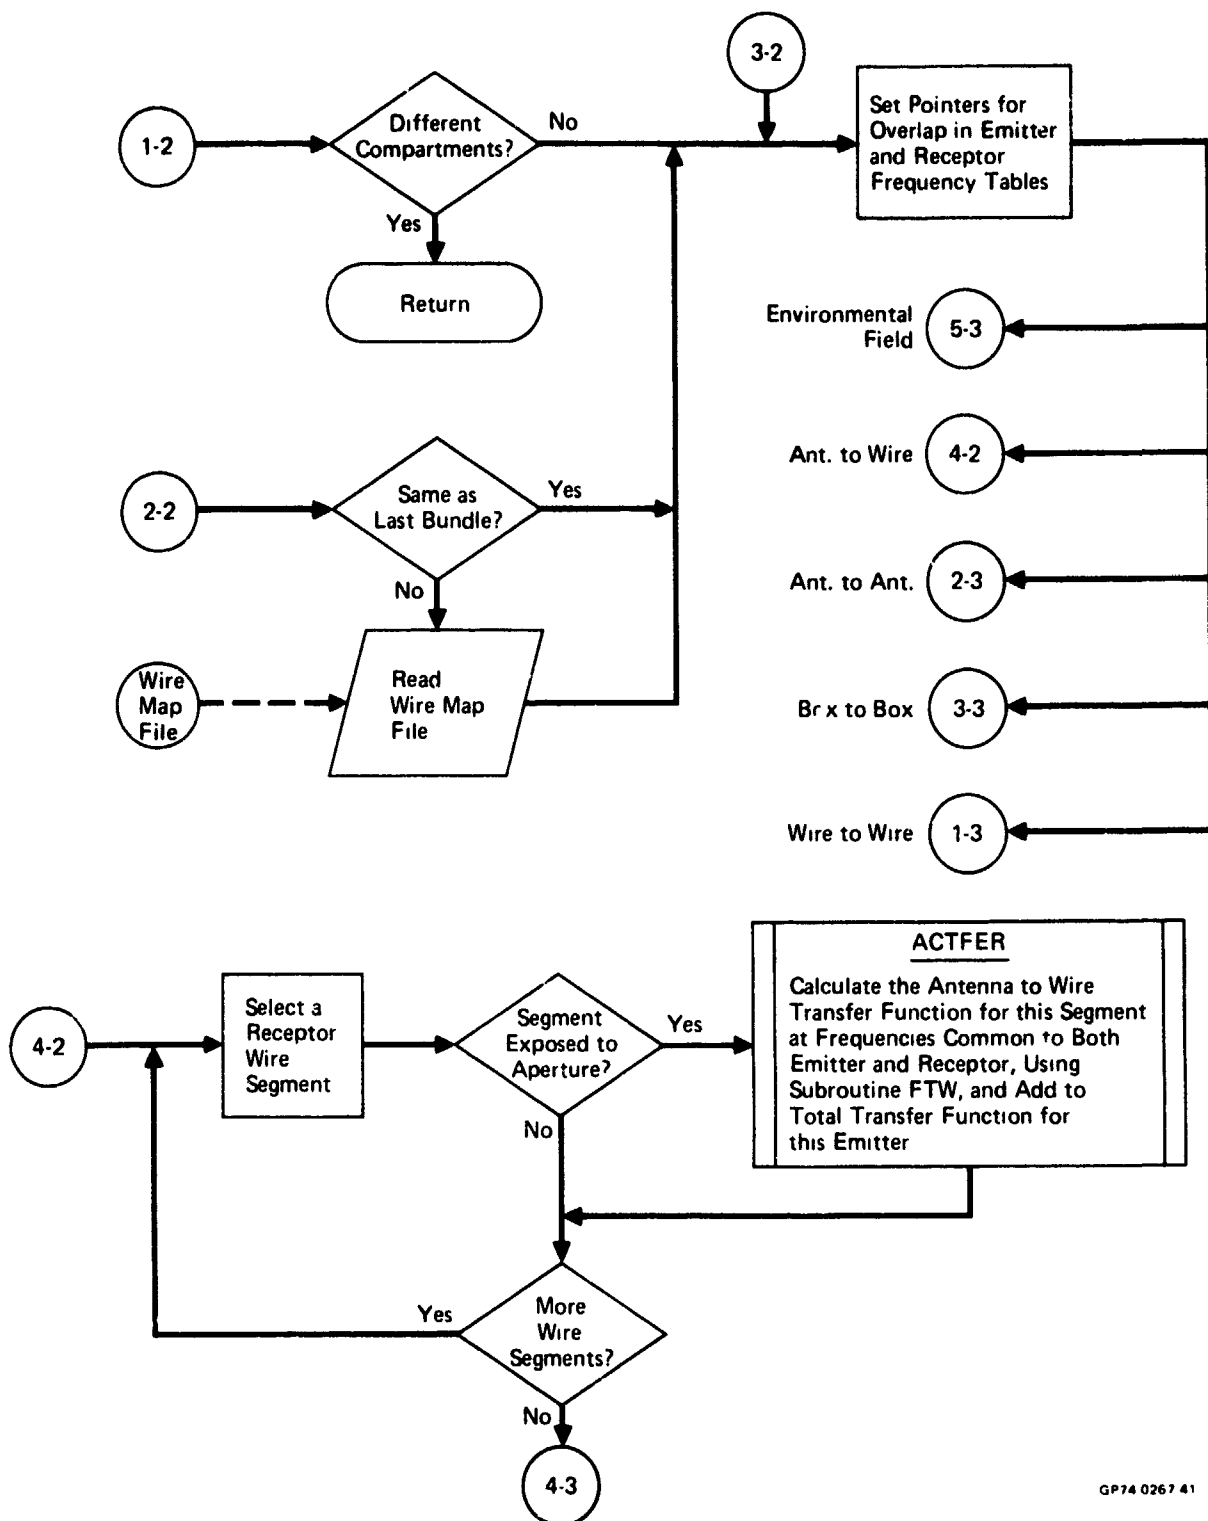 3-2
1-2
Different
Compartments?
No
Yes
Return
Set Pointers for
Overlap in Emitter
and Receptor
Frequency Tables
Environmental
Field
5-3
Ant. to Wire
4-2
Ant. to Ant.
2-3
to Box
3-3
Wire to Wire
1-3
2-2
Same as
Last Bundle?
Yes
No
Wire
Map
File
Read
Wire Map
File
4-2
Select a
Receptor
Wire
Segment
Segment
Exposed to
Aperture?
Yes
No
ACTFER
Calculate the Antenna to Wire
Transfer Function for this Segment
at Frequencies Common to Both
Emitter and Receptor, Using
Subroutine FTW, and Add to
Total Transfer Function for
this Emitter
More
Wire
Segments?
Yes
No
4-3
GP74 0267 41